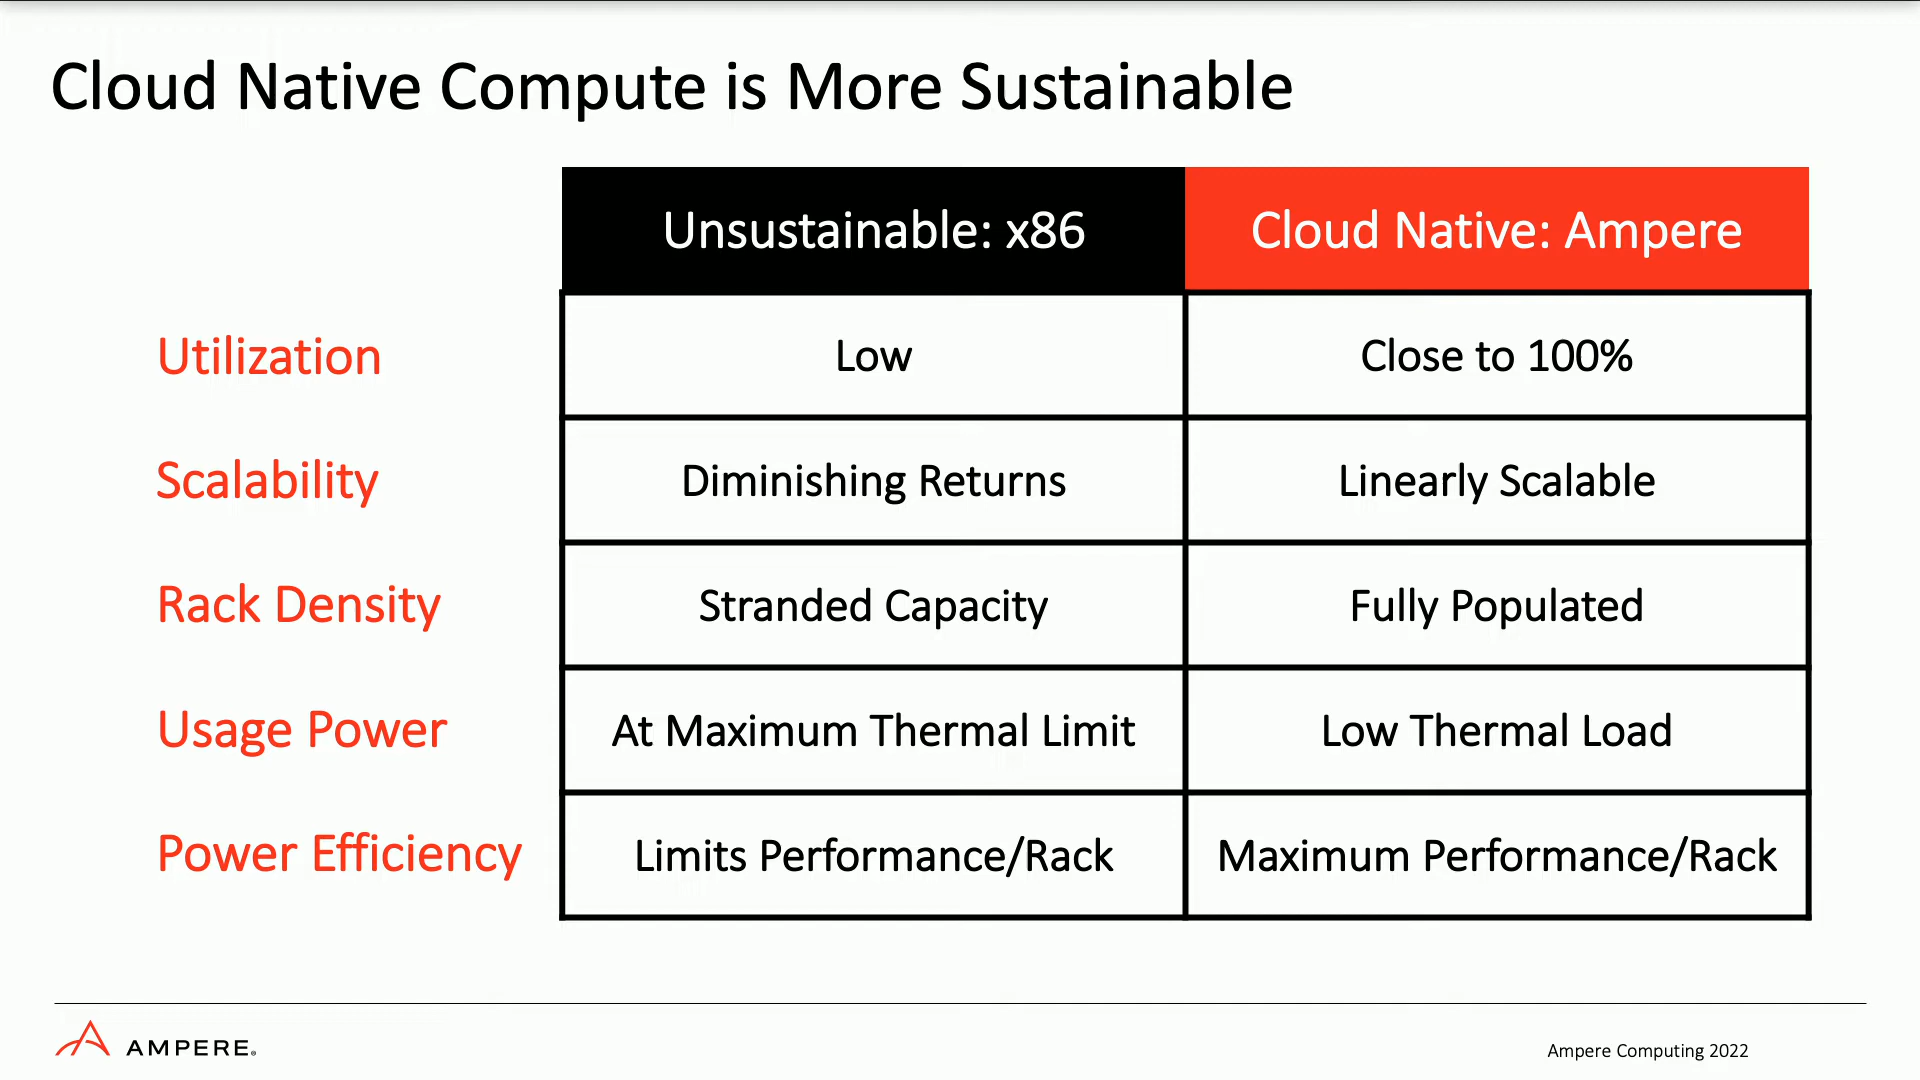 Cloud Native Compute is More Sustainable
Unsustainable: x86 Cloud Native: Ampere
Utilization Low Close to 100%
Scalability Diminishing Returns Linearly Scalable
Rack Density Stranded Capacity Fully Populated
Usage Power At Maximum Thermal Limit Low Thermal Load
Power Efficiency Limits Performance/Rack Maximum Performance/Rack
AMPERE®
Ampere Computing 2022